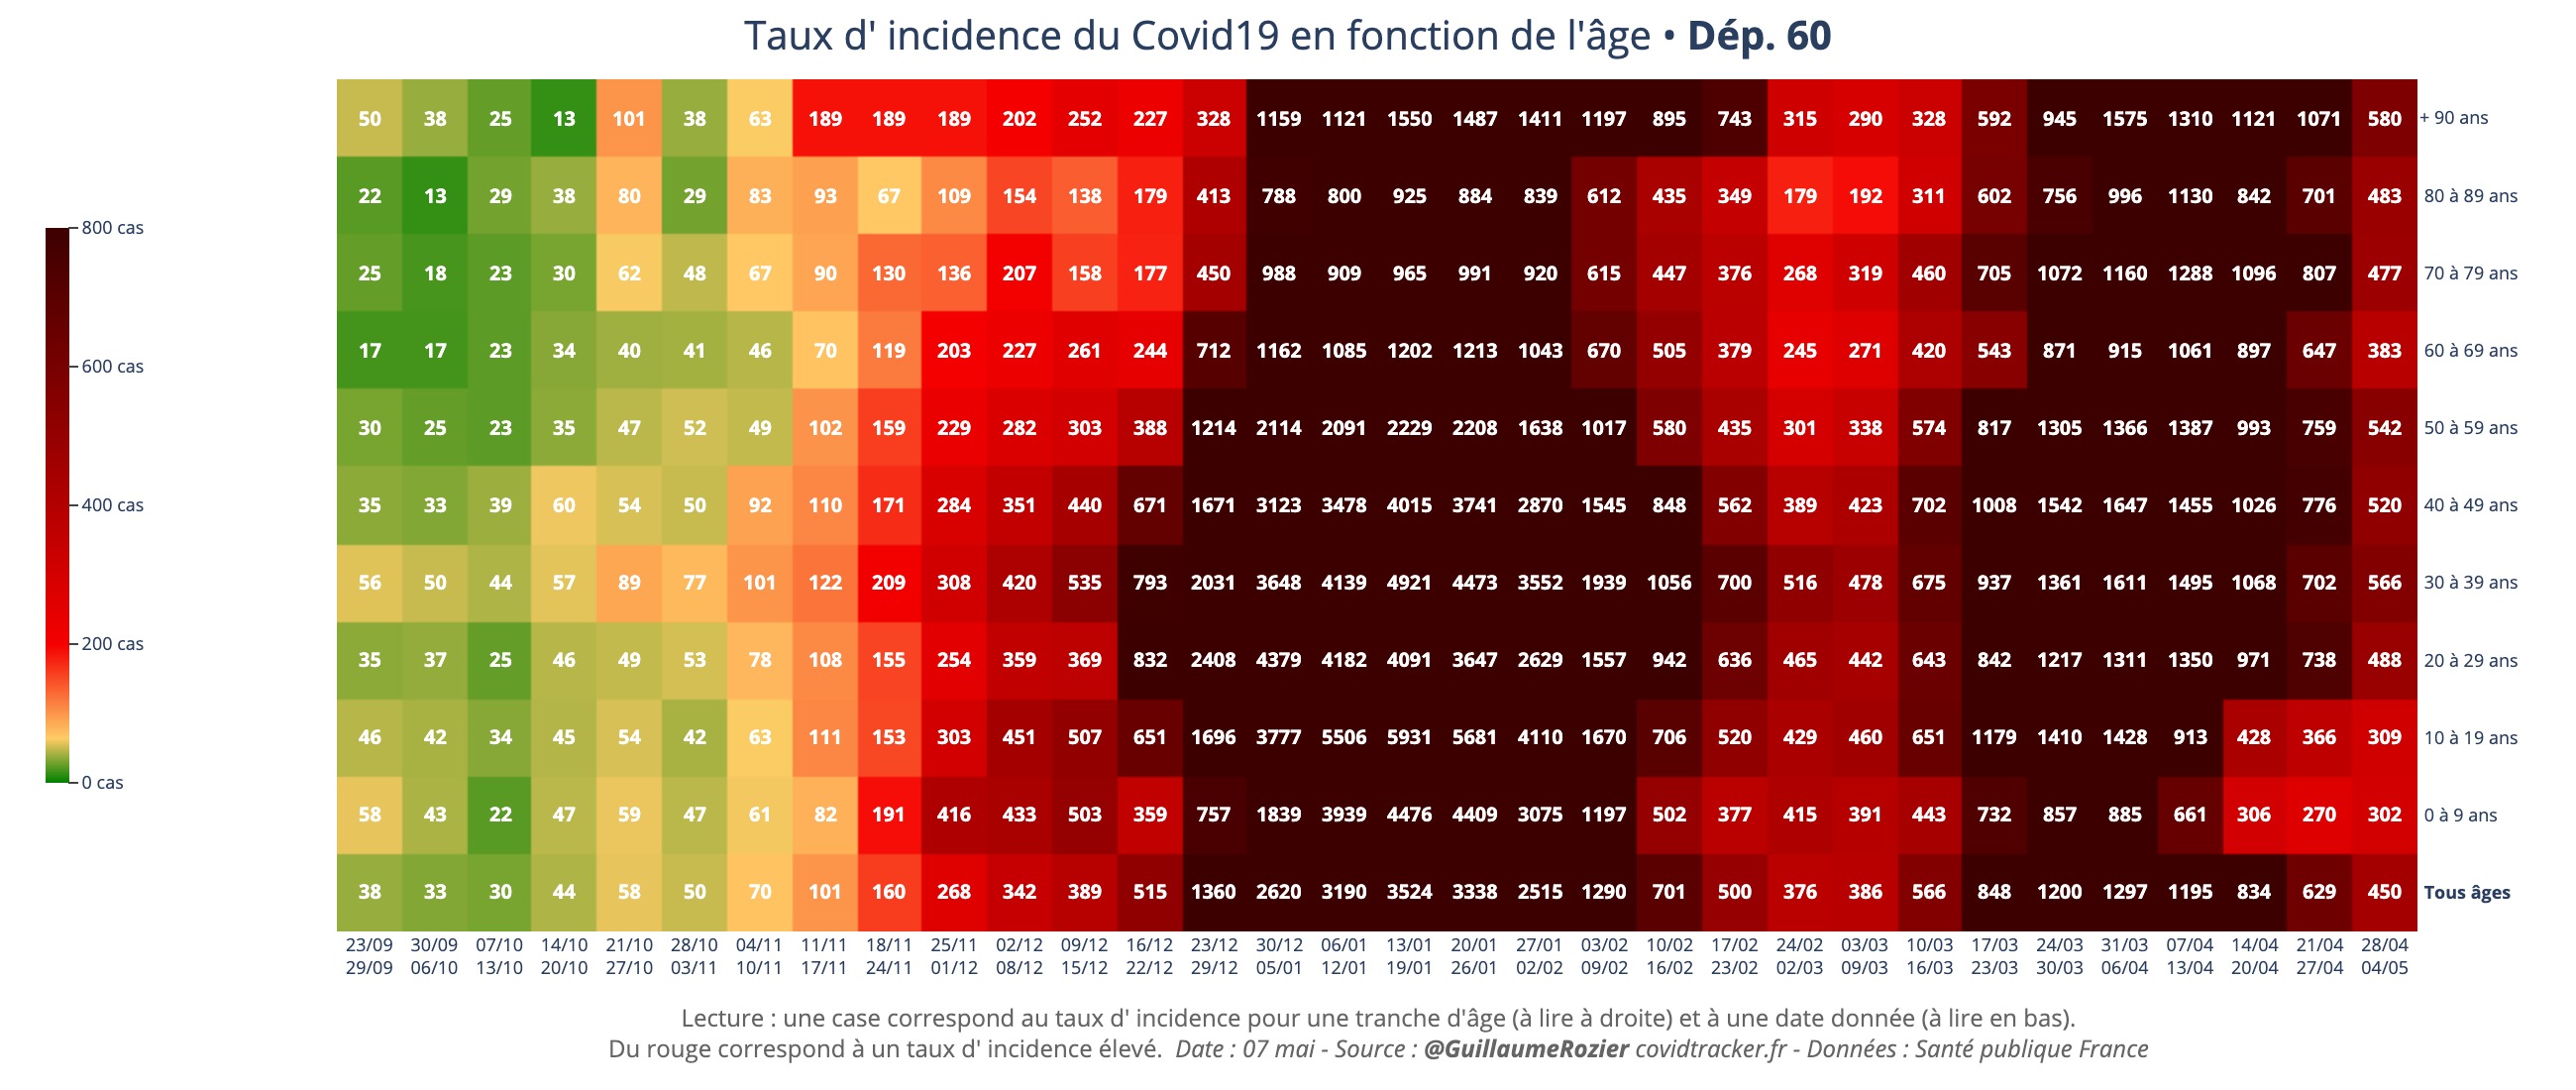 Taux d' incidence du Covid19 en fonction de l'âge • Dép. 60
800 cas
600 cas
400 cas
200 cas
0 cas
50 38 25 13 101 38 63 189 189 189 202 252 227 328 1159 1121 1550 1487 1411 1197 895 743 315 290 328 592 945 1575 1310 1121 1071 580 + 90 ans
22 13 29 38 80 29 83 93 67 109 154 138 179 413 788 800 925 884 839 612 435 349 179 192 311 602 756 996 1130 842 701 483 80 à 89 ans
25 18 23 30 62 48 67 90 130 136 207 158 177 450 988 909 965 991 920 615 447 376 268 319 460 705 1072 1160 1288 1096 807 477 70 à 79 ans
17 17 23 34 40 41 46 70 119 203 227 261 244 712 1162 1085 1202 1213 1043 670 505 379 245 271 420 543 871 915 1061 897 647 383 60 à 69 ans
30 25 23 35 47 52 49 102 159 229 282 303 388 1214 2114 2091 2229 2208 1638 1017 580 435 301 338 574 817 1305 1366 1387 993 759 542 50 à 59 ans
35 33 39 60 54 50 92 110 171 284 351 440 671 1671 3123 3478 4015 3741 2870 1545 848 562 389 423 702 1008 1542 1647 1455 1026 776 520 40 à 49 ans
56 50 44 57 89 77 101 122 209 308 420 535 793 2031 3648 4139 4921 4473 3552 1939 1056 700 516 478 675 937 1361 1611 1495 1068 702 566 30 à 39 ans
35 37 25 46 49 53 78 108 155 254 359 369 832 2408 4379 4182 4091 3647 2629 1557 942 636 465 442 643 842 1217 1311 1350 971 738 488 20 à 29 ans
46 42 34 45 54 42 63 111 153 303 451 507 651 1696 3777 5506 5931 5681 4110 1670 706 520 429 460 651 1179 1410 1428 913 428 366 309 10 à 19 ans
58 43 22 47 59 47 61 82 191 416 433 503 359 757 1839 3939 4476 4409 3075 1197 502 377 415 391 443 732 857 885 661 306 270 302 0 à 9 ans
38 33 30 44 58 50 70 101 160 268 342 389 515 1360 2620 3190 3524 3338 2515 1290 701 500 376 386 566 848 1200 1297 1195 834 629 450 Tous âges
23/09 30/09 07/10 14/10 21/10 28/10 04/11 11/11 18/11 25/11 02/12 09/12 16/12 23/12 30/12 06/01 13/01 20/01 27/01 03/02 10/02 17/02 24/02 03/03 10/03 17/03 24/03 31/03 07/04 14/04 21/04 28/04
29/09 06/10 13/10 20/10 27/10 03/11 10/11 17/11 24/11 01/12 08/12 15/12 22/12 29/12 05/01 12/01 19/01 26/01 02/02 09/02 16/02 23/02 02/03 09/03 16/03 23/03 30/03 06/04 13/04 20/04 27/04 04/05
Lecture : une case correspond au taux d' incidence pour une tranche d'âge (à lire à droite) et à une date donnée (à lire en bas).
Du rouge correspond à un taux d' incidence élevé. Date : 07 mai - Source : @GuillaumeRozier covidtracker.fr - Données : Santé publique France